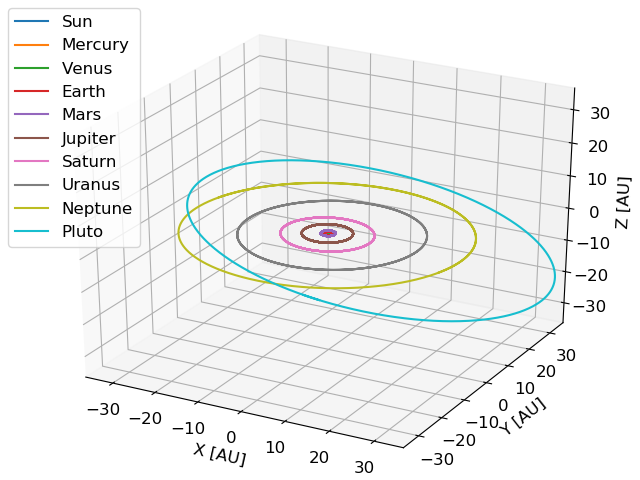 Sun
Mercury
Venus
Earth
Mars
Jupiter
Saturn
Uranus
Neptune
Pluto
30
20
10
0
−10
−20
−30
Z [AU]
−30
−20
−10
0
10
20
30
X [AU]
−30
−20
−10
0
10
20
30
Y [AU]